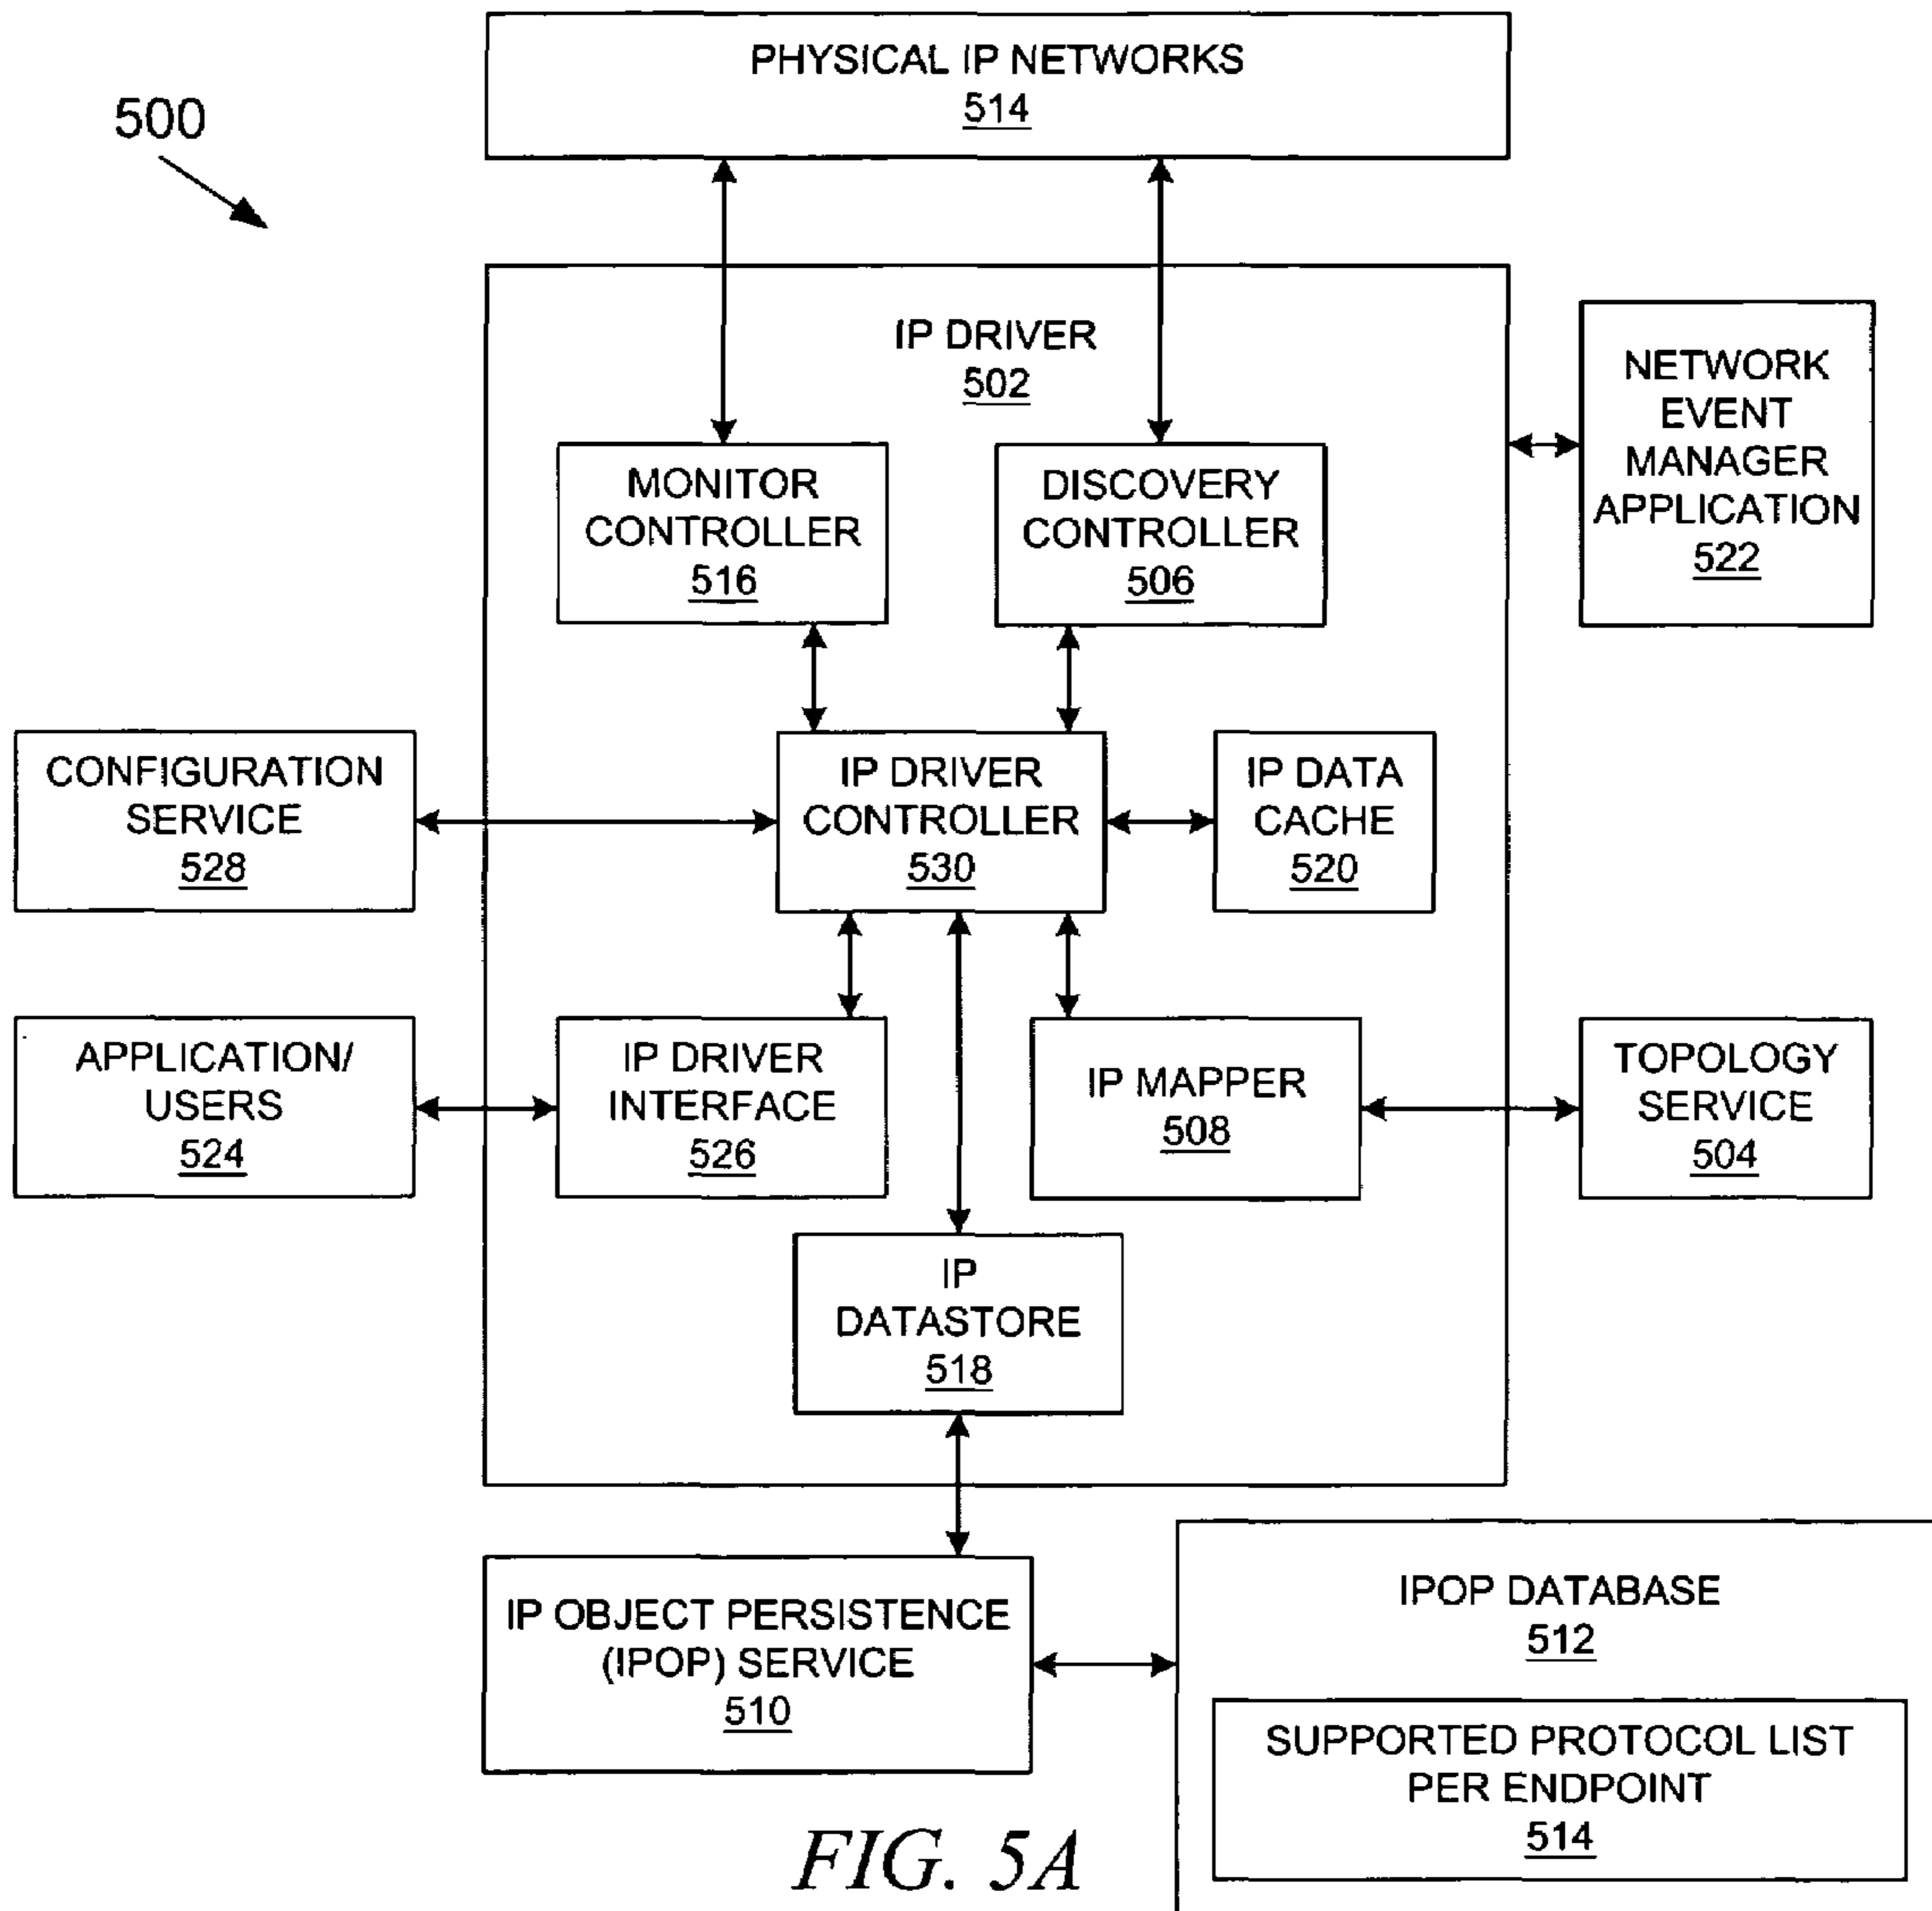 PHYSICAL IP NETWORKS
514
500
IP DRIVER
502
NETWORK
EVENT
MANAGER
APPLICATION
522
MONITOR
CONTROLLER
516
DISCOVERY
CONTROLLER
506
CONFIGURATION
SERVICE
528
IP DRIVER
CONTROLLER
530
IP DATA
CACHE
520
APPLICATION/
USERS
524
IP DRIVER
INTERFACE
526
IP MAPPER
508
TOPOLOGY
SERVICE
504
IP
DATASTORE
518
IP OBJECT PERSISTENCE
(IPOP) SERVICE
510
IPOP DATABASE
512
SUPPORTED PROTOCOL LIST
PER ENDPOINT
514
FIG. 5A